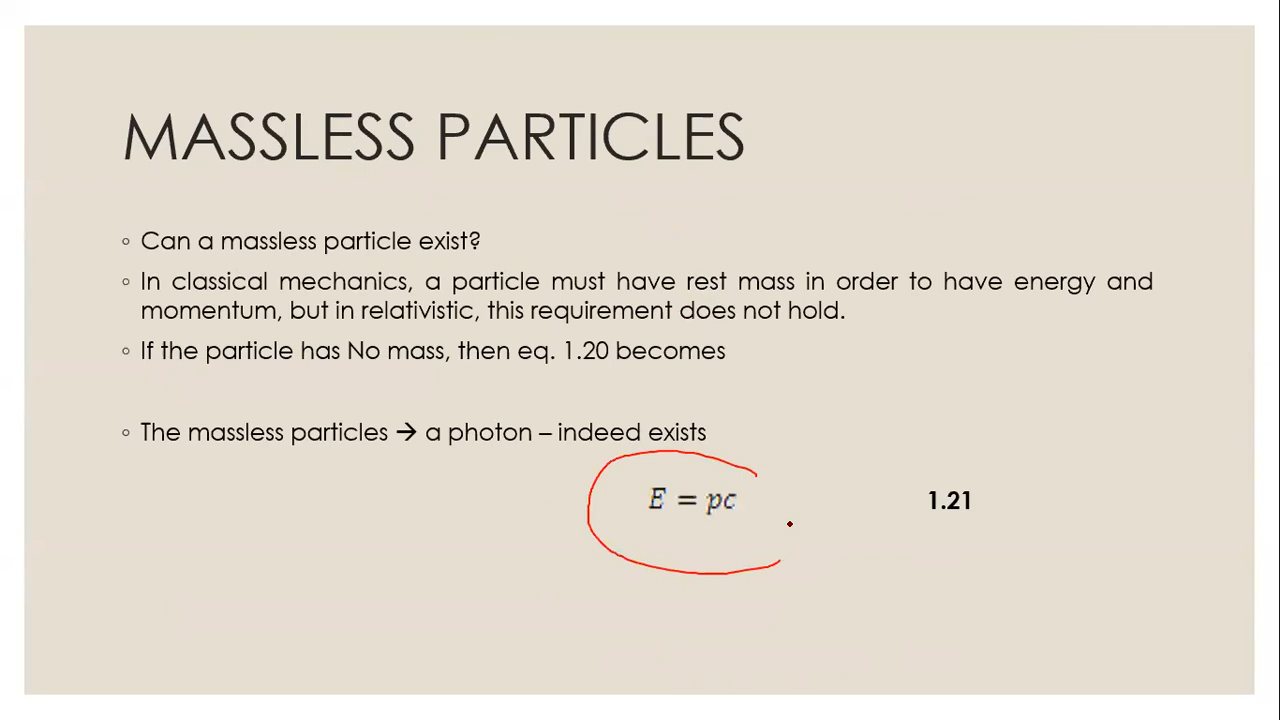 MASSLESS PARTICLES
◦ Can a massless particle exist?
◦ In classical mechanics, a particle must have rest mass in order to have energy and
momentum, but in relativistic, this requirement does not hold.
◦ If the particle has No mass, then eq. 1.20 becomes
◦ The massless particles → a photon – indeed exists
E = pc 1.21